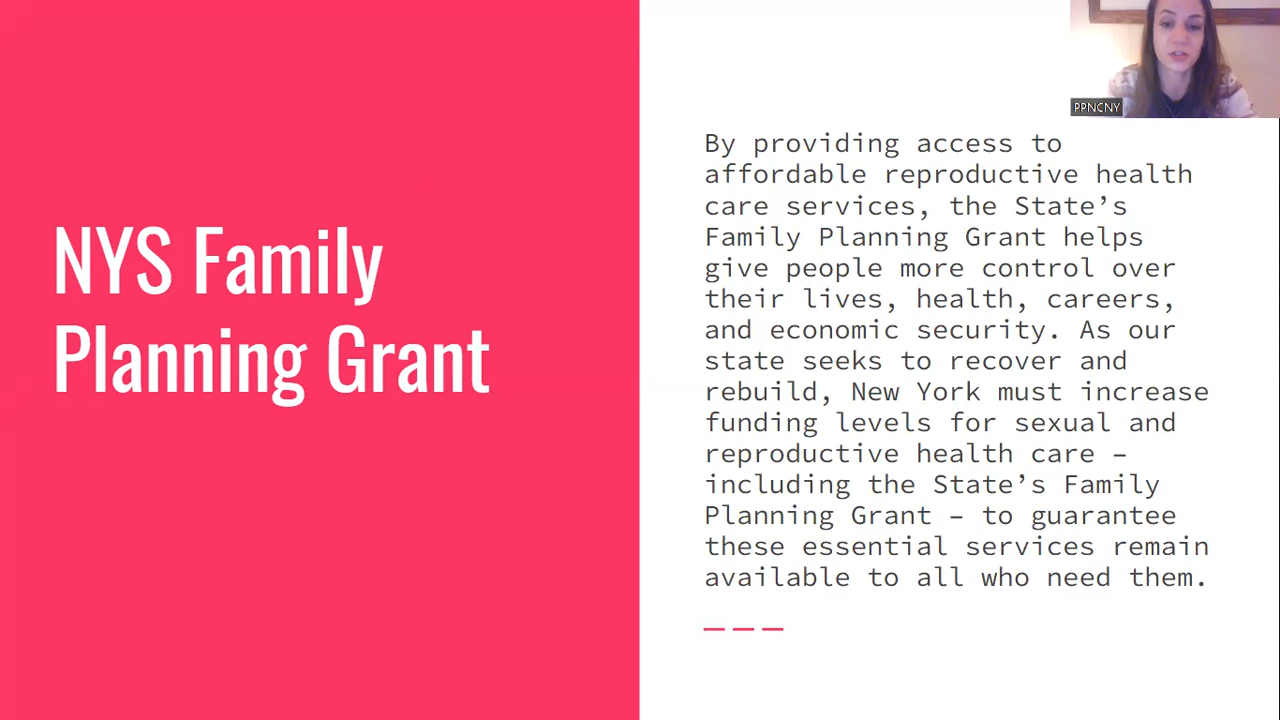 NYS Family
Planning Grant
PPNCNY
By providing access to
affordable reproductive health
care services, the State’s
Family Planning Grant helps
give people more control over
their lives, health, careers,
and economic security. As our
state seeks to recover and
rebuild, New York must increase
funding levels for sexual and
reproductive health care –
including the State’s Family
Planning Grant – to guarantee
these essential services remain
available to all who need them.